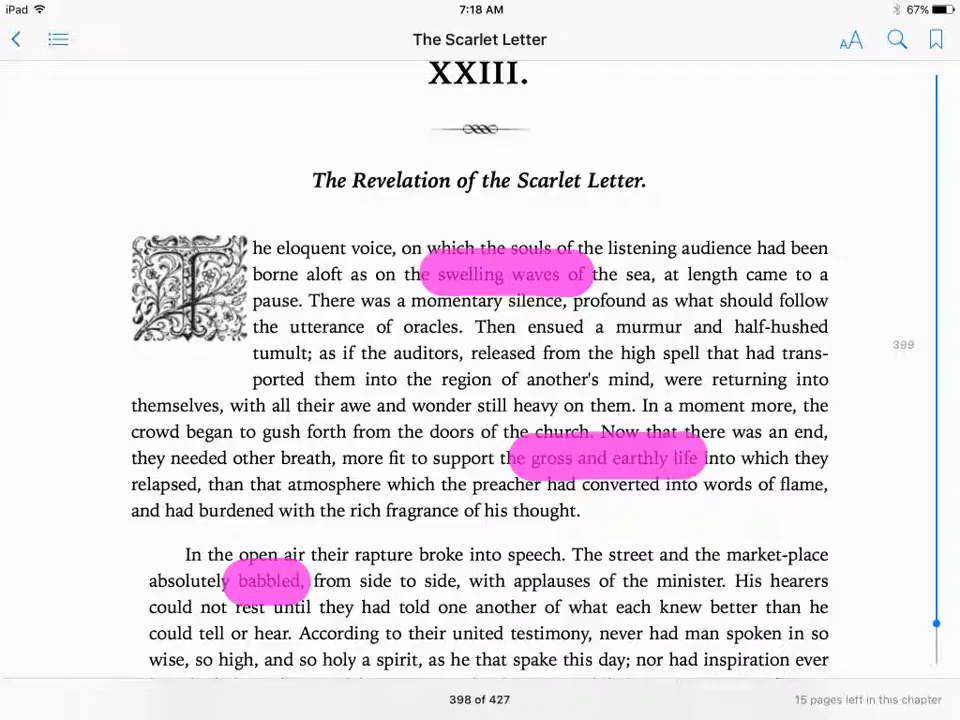 iPad 7:18 AM 67%
The Scarlet Letter
AA
XXIII.
The Revelation of the Scarlet Letter.
The eloquent voice, on which the souls of the listening audience had been
borne aloft as on the swelling waves of the sea, at length came to a
pause. There was a momentary silence, profound as what should follow
the utterance of oracles. Then ensued a murmur and half-hushed
tumult; as if the auditors, released from the high spell that had trans-
ported them into the region of another's mind, were returning into
themselves, with all their awe and wonder still heavy on them. In a moment more, the
crowd began to gush forth from the doors of the church. Now that there was an end,
they needed other breath, more fit to support the gross and earthly life into which they
relapsed, than that atmosphere which the preacher had converted into words of flame,
and had burdened with the rich fragrance of his thought.
399
In the open air their rapture broke into speech. The street and the market-place
absolutely babbled, from side to side, with applauses of the minister. His hearers
could not rest until they had told one another of what each knew better than he
could tell or hear. According to their united testimony, never had man spoken in so
wise, so high, and so holy a spirit, as he that spake this day; nor had inspiration ever
398 of 427
15 pages left in this chapter